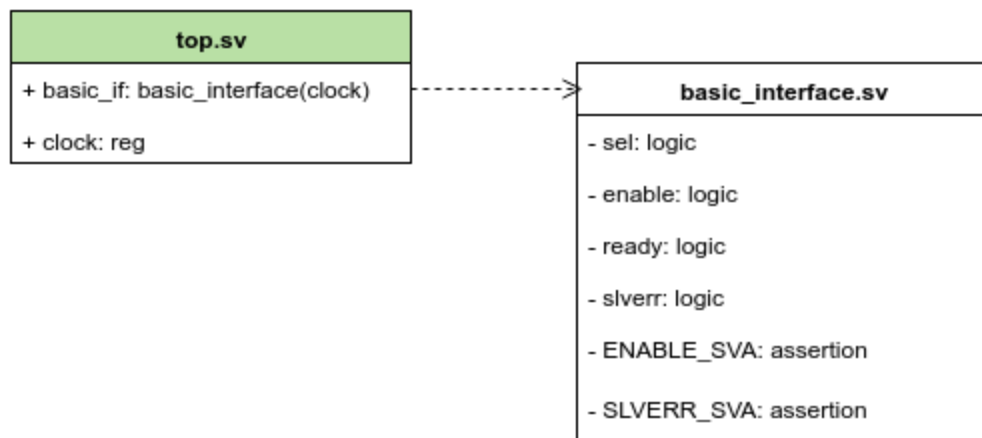 top.sv
+ basic_if: basic_interface(clock)
+ clock: reg
basic_interface.sv
- sel: logic
- enable: logic
- ready: logic
- slverr: logic
- ENABLE_SVA: assertion
- SLVERR_SVA: assertion